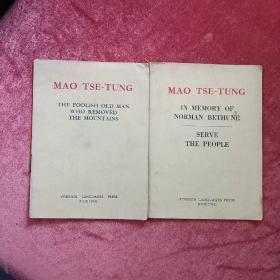 MAO TSE-TUNG
THE FOOLISH OLD MAN
WHO REMOVED
THE MOUNTAINS
FOREIGN LANGUAGES PRESS
PEKING
MAO TSE-TUNG
IN MEMORY OF
NORMAN BETHUNE
SERVE
THE PEOPLE
FOREIGN LANGUAGES PRESS
PEKING